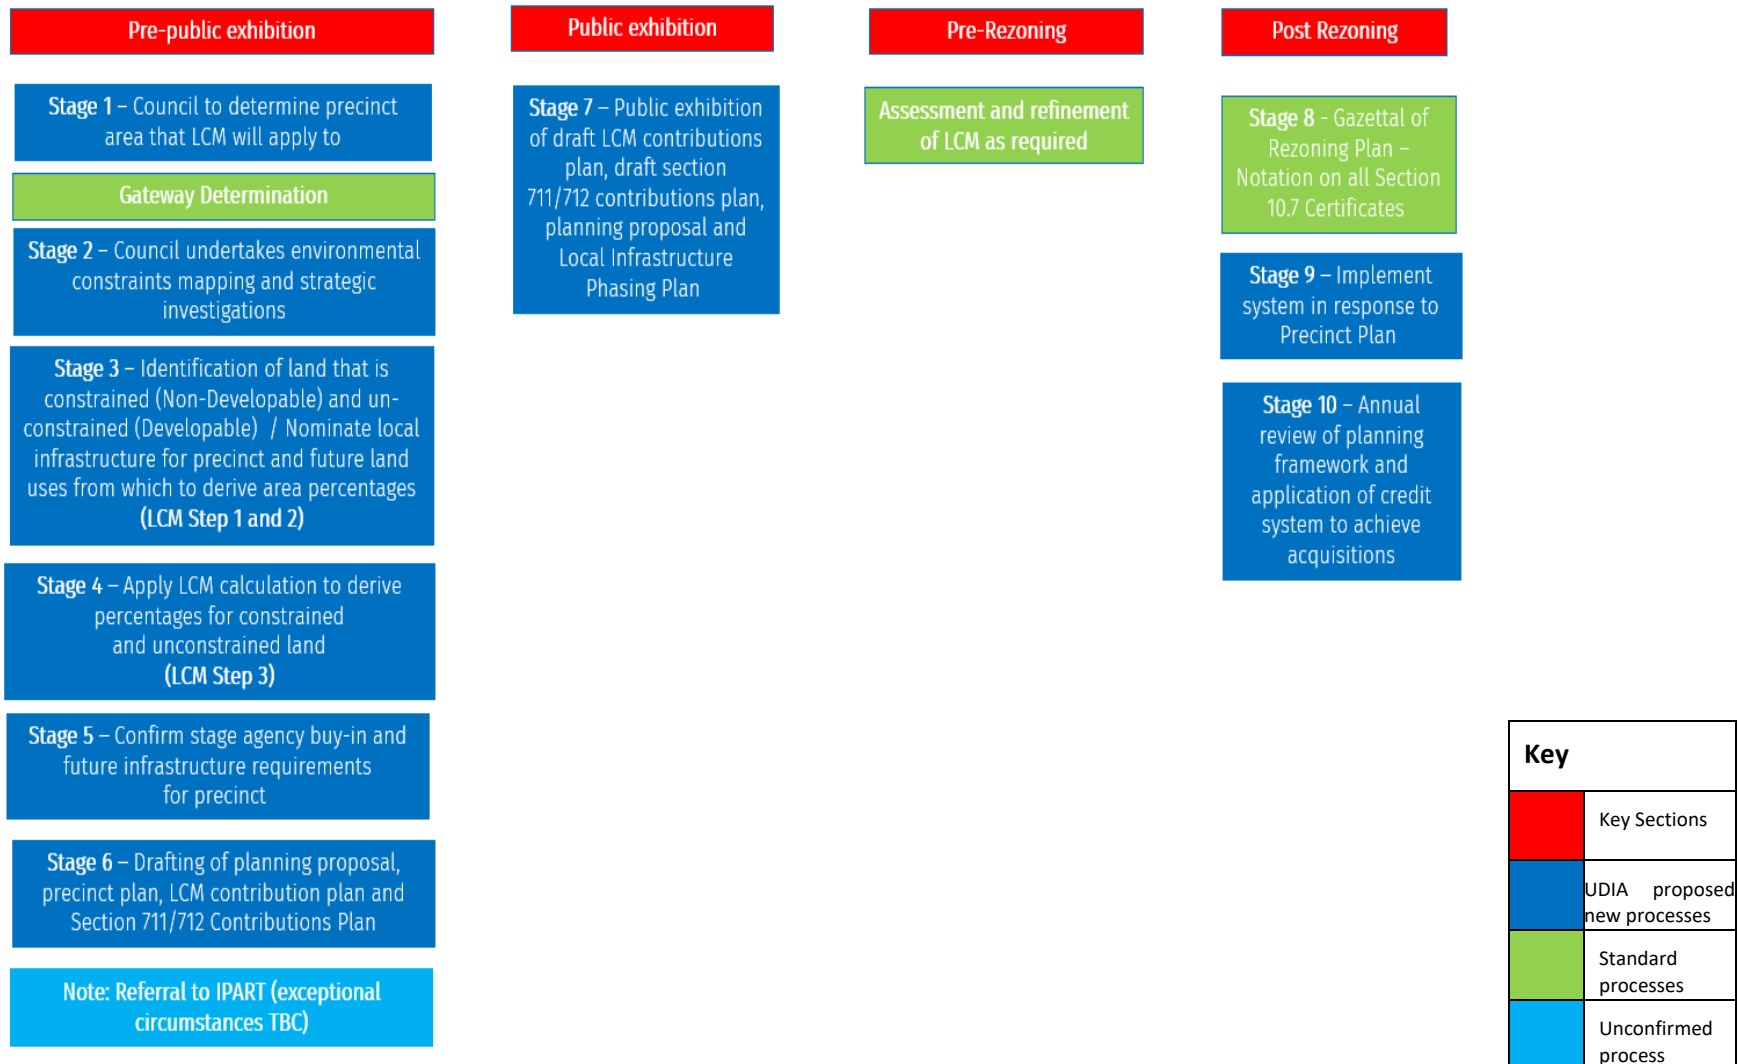 Pre-public exhibition
Stage 1 – Council to determine precinct
area that LCM will apply to
Gateway Determination
Stage 2 – Council undertakes environmental
constraints mapping and strategic
investigations
Stage 3 – Identification of land that is
constrained (Non-Developable) and un-
constrained (Developable) / Nominate local
infrastructure for precinct and future land
uses from which to derive area percentages
(LCM Step 1 and 2)
Stage 4 – Apply LCM calculation to derive
percentages for constrained
and unconstrained land
(LCM Step 3)
Stage 5 – Confirm stage agency buy-in and
future infrastructure requirements
for precinct
Stage 6 – Drafting of planning proposal,
precinct plan, LCM contribution plan and
Section 711/712 Contributions Plan
Note: Referral to IPART (exceptional
circumstances TBC)
Public exhibition
Stage 7 – Public exhibition
of draft LCM contributions
plan, draft section
711/712 contributions plan,
planning proposal and
Local Infrastructure
Phasing Plan
Pre-Rezoning
Assessment and refinement
of LCM as required
Post Rezoning
Stage 8 - Gazettal of
Rezoning Plan –
Notation on all Section
10.7 Certificates
Stage 9 – Implement
system in response to
Precinct Plan
Stage 10 – Annual
review of planning
framework and
application of credit
system to achieve
acquisitions
Key
Key Sections
UDIA proposed
new processes
Standard
processes
Unconfirmed
process